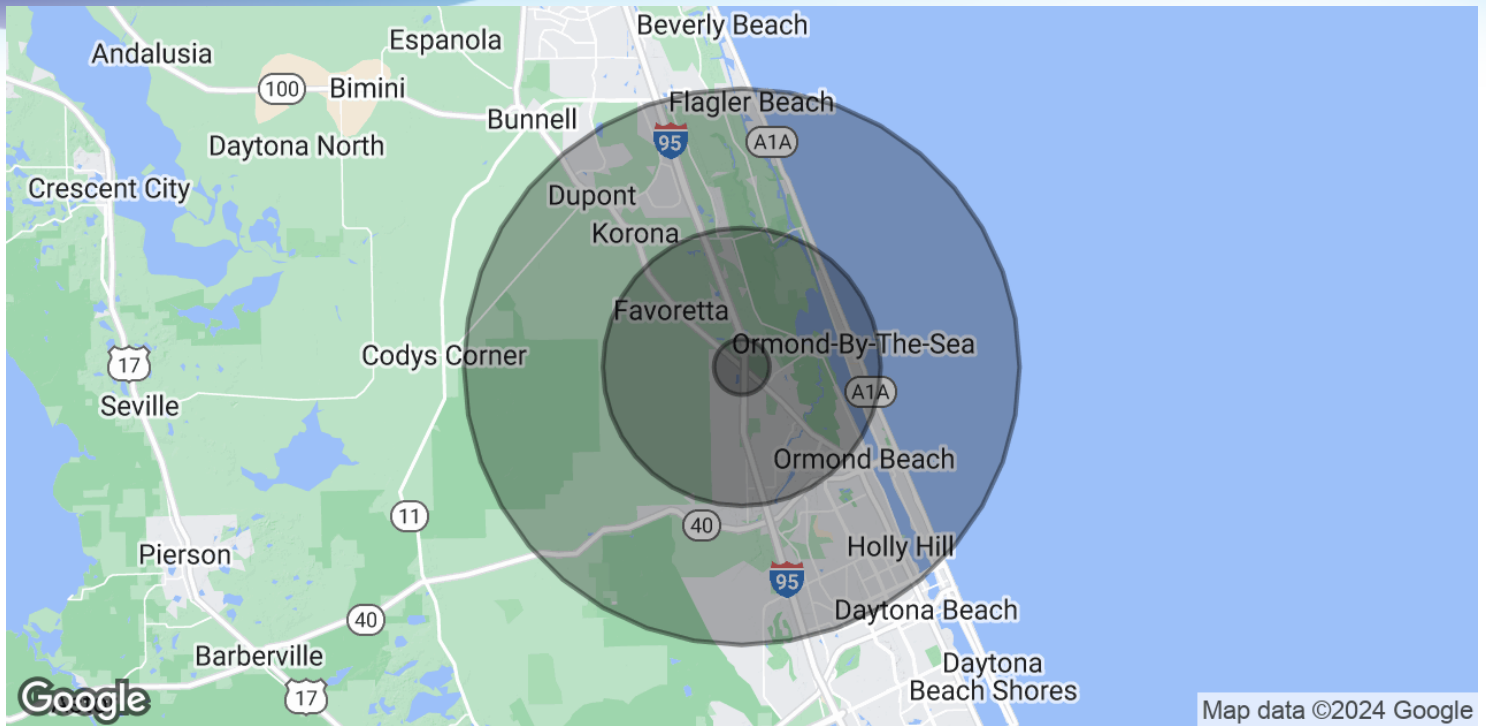 Beverly Beach
Espanola
Andalusia
100
Bimini
Flagler Beach
Bunnell
95
A1A
Daytona North
Crescent City
Dupont
Korona
Favoretta
Ormond-By-The-Sea
Codys Corner
17
A1A
Seville
Ormond Beach
11
40
Holly Hill
Pierson
95
Daytona Beach
40
Barberville
Daytona
Beach Shores
17
Google
Map data ©2024 Google